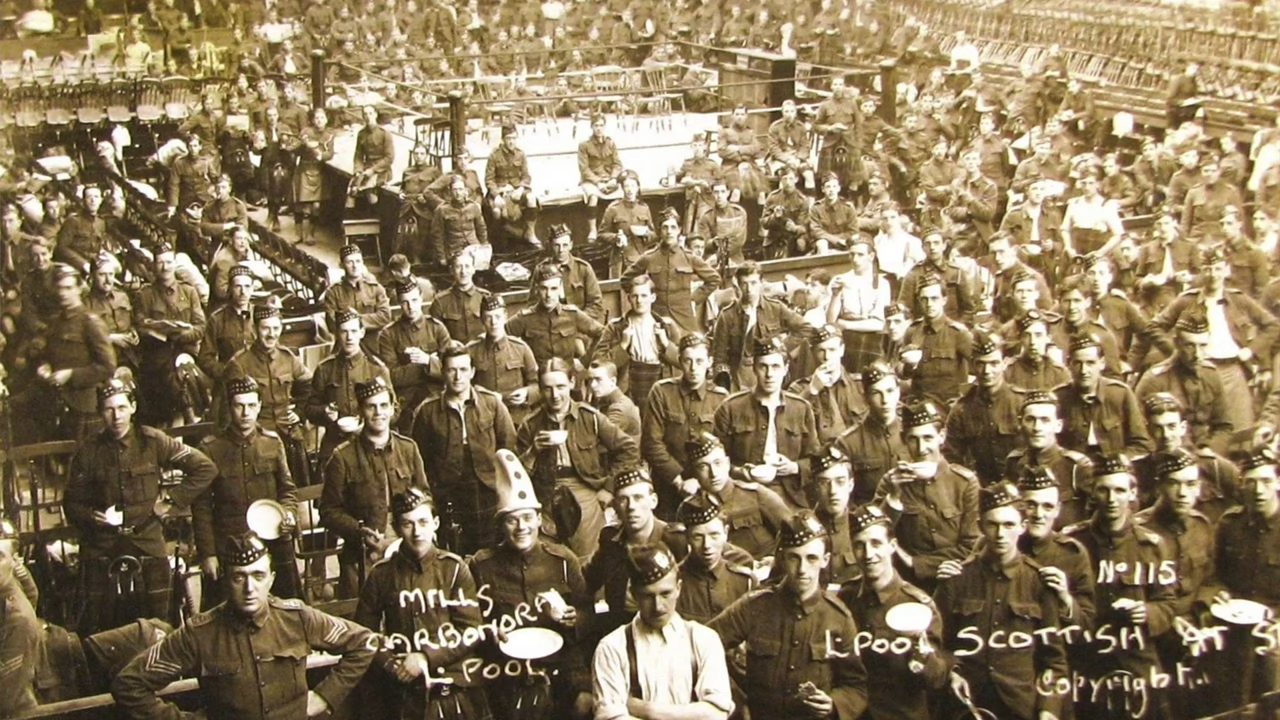 MILLS
CARBONORA
L. POOL.
No 115
L. POOL SCOTTISH AT S
Copyright.